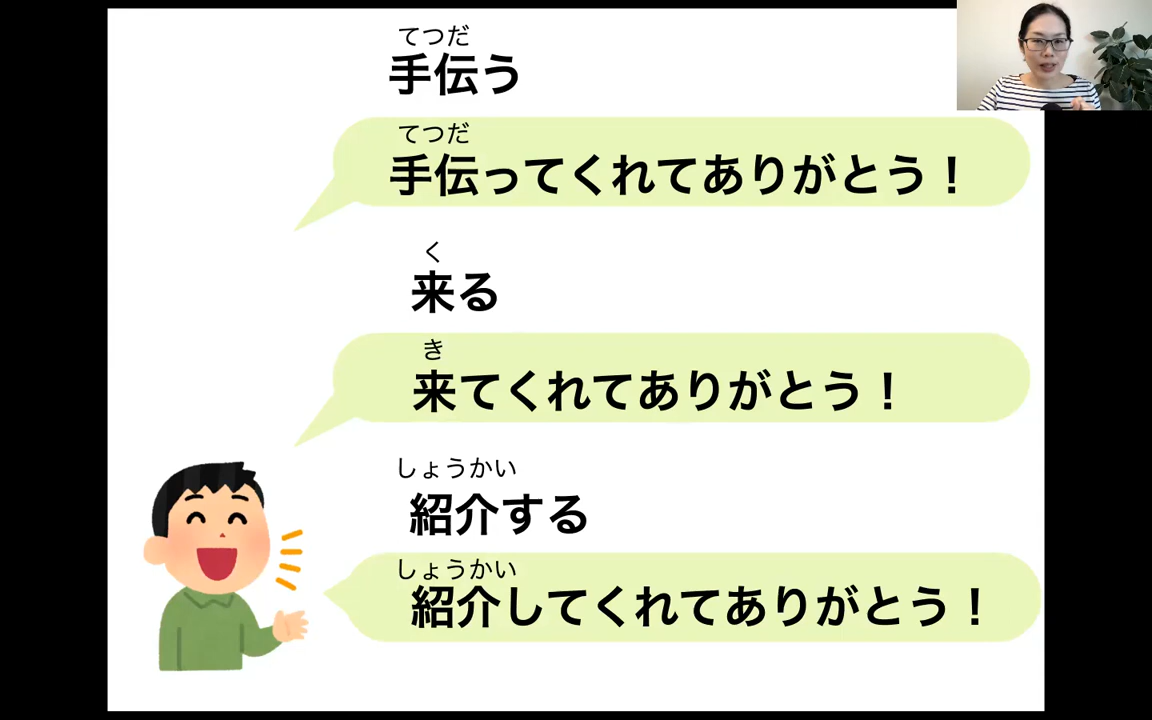 てつだ
手伝う
てつだ
手伝ってくれてありがとう！
く
来る
き
来てくれてありがとう！
しょうかい
紹介する
しょうかい
紹介してくれてありがとう！